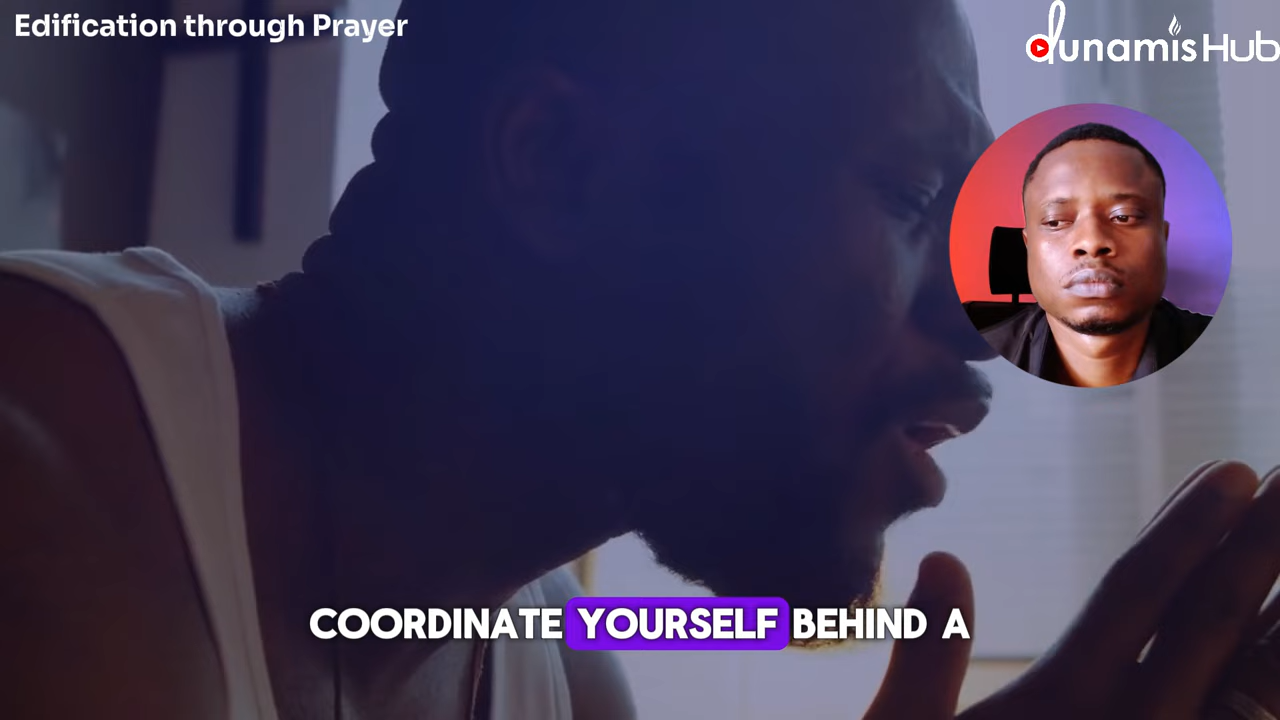 Edification through Prayer
dunamisHub
COORDINATE YOURSELF BEHIND A